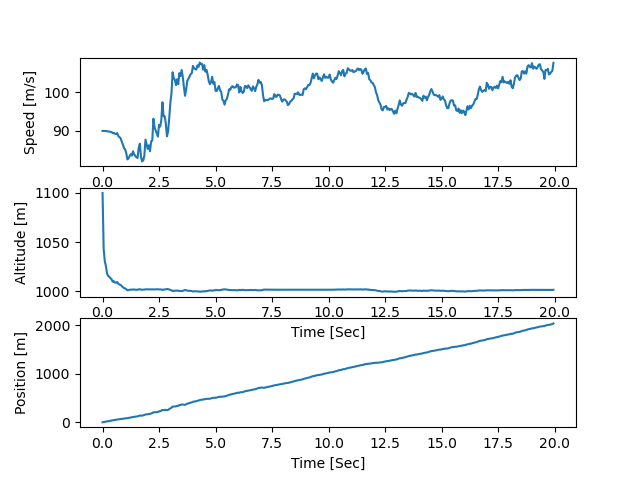 Speed [m/s]
100
90
0.0 2.5 5.0 7.5 10.0 12.5 15.0 17.5 20.0
Altitude [m]
1100
1050
1000
0.0 2.5 5.0 7.5 10.0 12.5 15.0 17.5 20.0
Time [Sec]
Position [m]
2000
1000
0
0.0 2.5 5.0 7.5 10.0 12.5 15.0 17.5 20.0
Time [Sec]